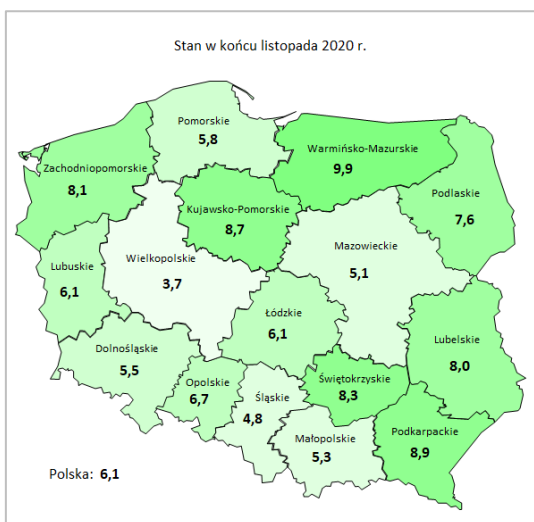 Stan w końcu listopada 2020 r.
Pomorskie
5,8
Warmińsko-Mazurskie
9,9
Zachodniopomorskie
8,1
Podlaskie
7,6
Kujawsko-Pomorskie
8,7
Mazowieckie
5,1
Wielkopolskie
3,7
Lubuskie
6,1
Łódzkie
6,1
Lubelskie
8,0
Dolnośląskie
5,5
Opolskie
6,7
Śląskie
4,8
Świętokrzyskie
8,3
Małopolskie
5,3
Podkarpackie
8,9
Polska: 6,1